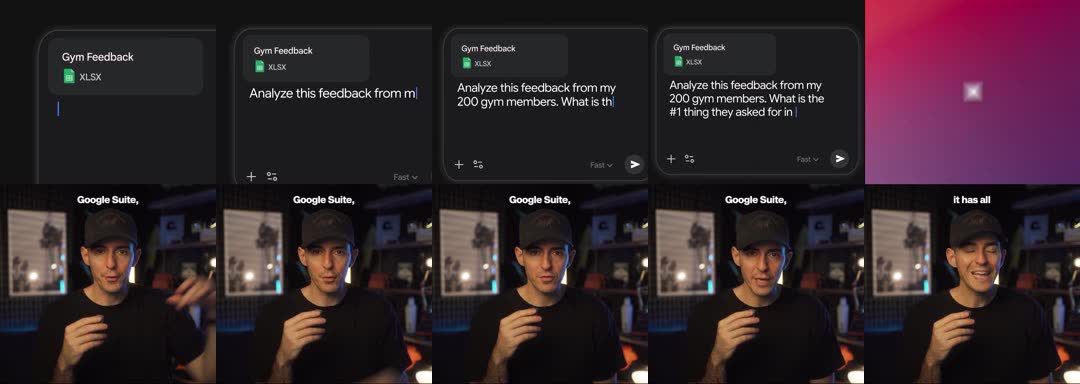 Gym Feedback
XLSX
Gym Feedback
XLSX
Analyze this feedback from m
Fast
Gym Feedback
XLSX
Analyze this feedback from my
200 gym members. What is th
Fast
Gym Feedback
XLSX
Analyze this feedback from my
200 gym members. What is the
#1 thing they asked for in
Fast
Google Suite,
Google Suite,
Google Suite,
Google Suite,
it has all